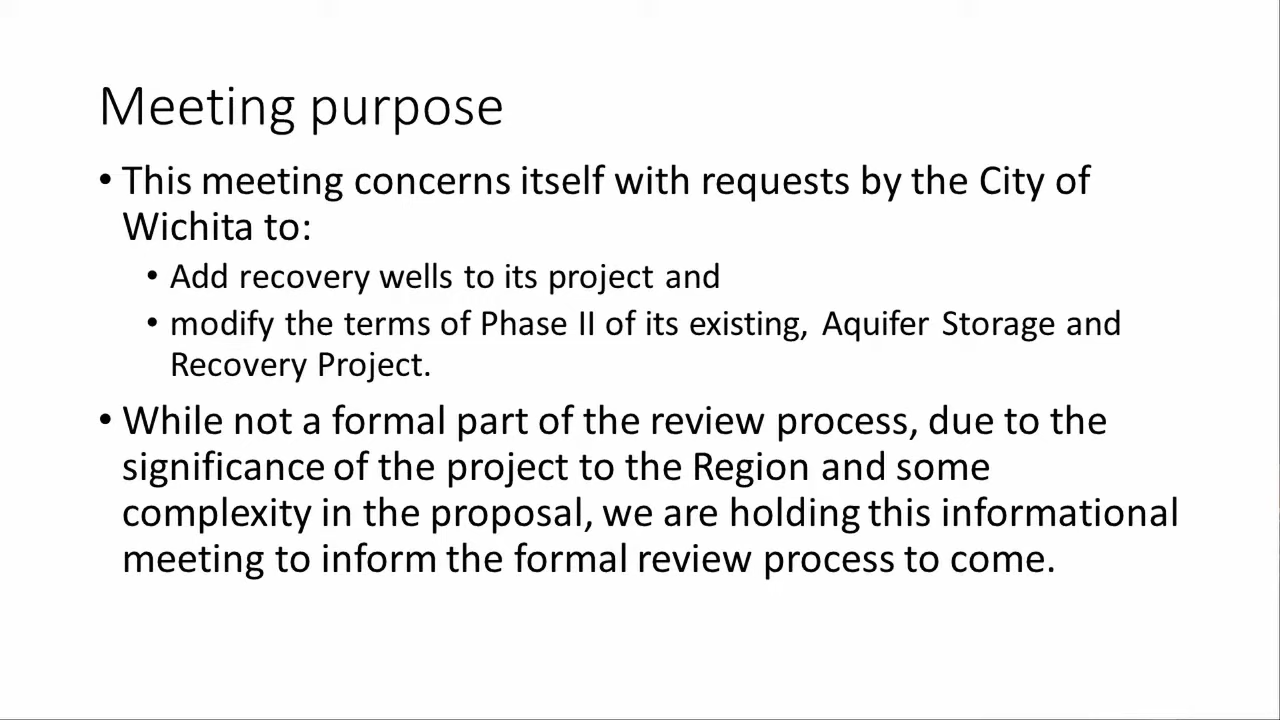 Meeting purpose
• This meeting concerns itself with requests by the City of
Wichita to:
• Add recovery wells to its project and
• modify the terms of Phase II of its existing, Aquifer Storage and
Recovery Project.
• While not a formal part of the review process, due to the
significance of the project to the Region and some
complexity in the proposal, we are holding this informational
meeting to inform the formal review process to come.